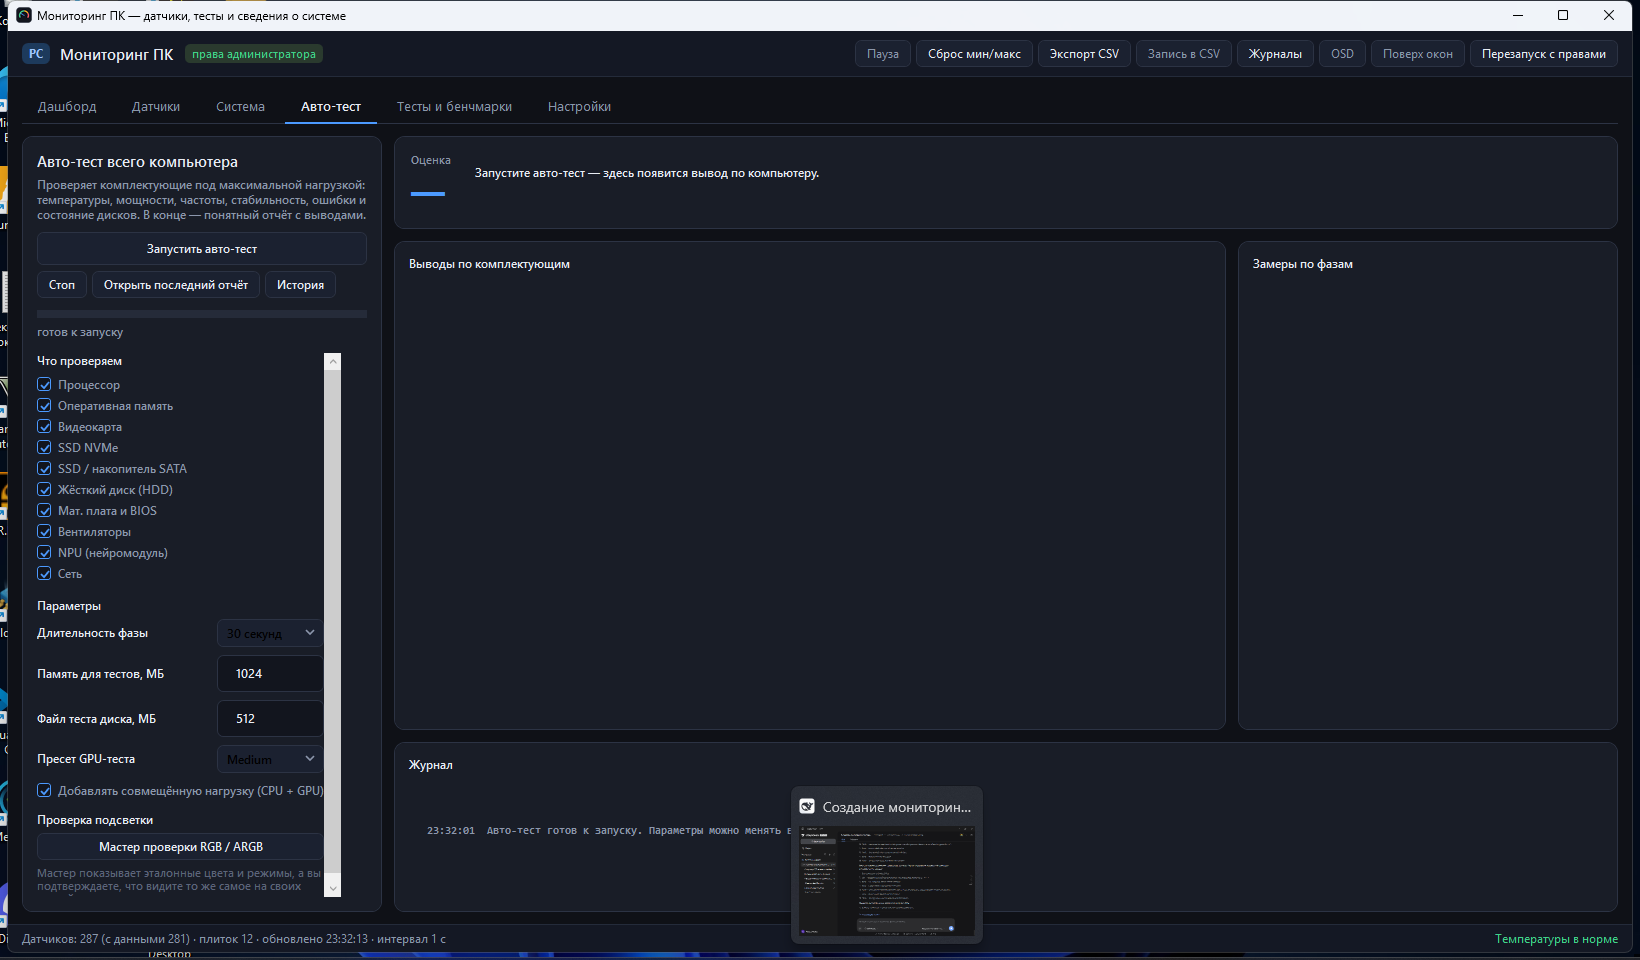 Мониторинг ПК — датчики, тесты и сведения о системе
PC Мониторинг ПК права администратора Пауза Сброс мин/макс Экспорт CSV Запись в CSV Журналы OSD Поверх окон Перезапуск с правами
Дашборд Датчики Система Авто-тест Тесты и бенчмарки Настройки
Авто-тест всего компьютера
Проверяет комплектующие под максимальной нагрузкой:
температуры, мощности, частоты, стабильность, ошибки и
состояние дисков. В конце — понятный отчёт с выводами.
Запустить авто-тест
Стоп Открыть последний отчёт История
готов к запуску
Что проверяем
Процессор
Оперативная память
Видеокарта
SSD NVMe
SSD / накопитель SATA
Жёсткий диск (HDD)
Мат. плата и BIOS
Вентиляторы
NPU (нейромодуль)
Сеть
Параметры
Длительность фазы 30 секунд
Память для тестов, МБ 1024
Файл теста диска, МБ 512
Пресет GPU-теста Medium
Добавлять совмещённую нагрузку (CPU + GPU)
Проверка подсветки
Мастер проверки RGB / ARGB
Мастер показывает эталонные цвета и режимы, а вы
подтверждаете, что видите то же самое на своих
Оценка
Запустите авто-тест — здесь появится вывод по компьютеру.
Выводы по комплектующим
Замеры по фазам
Журнал
23:32:01 Авто-тест готов к запуску. Параметры можно менять в
Создание мониторин...
Датчиков: 287 (с данными 281) · плиток 12 · обновлено 23:32:13 · интервал 1 с
Температуры в норме
Desktop